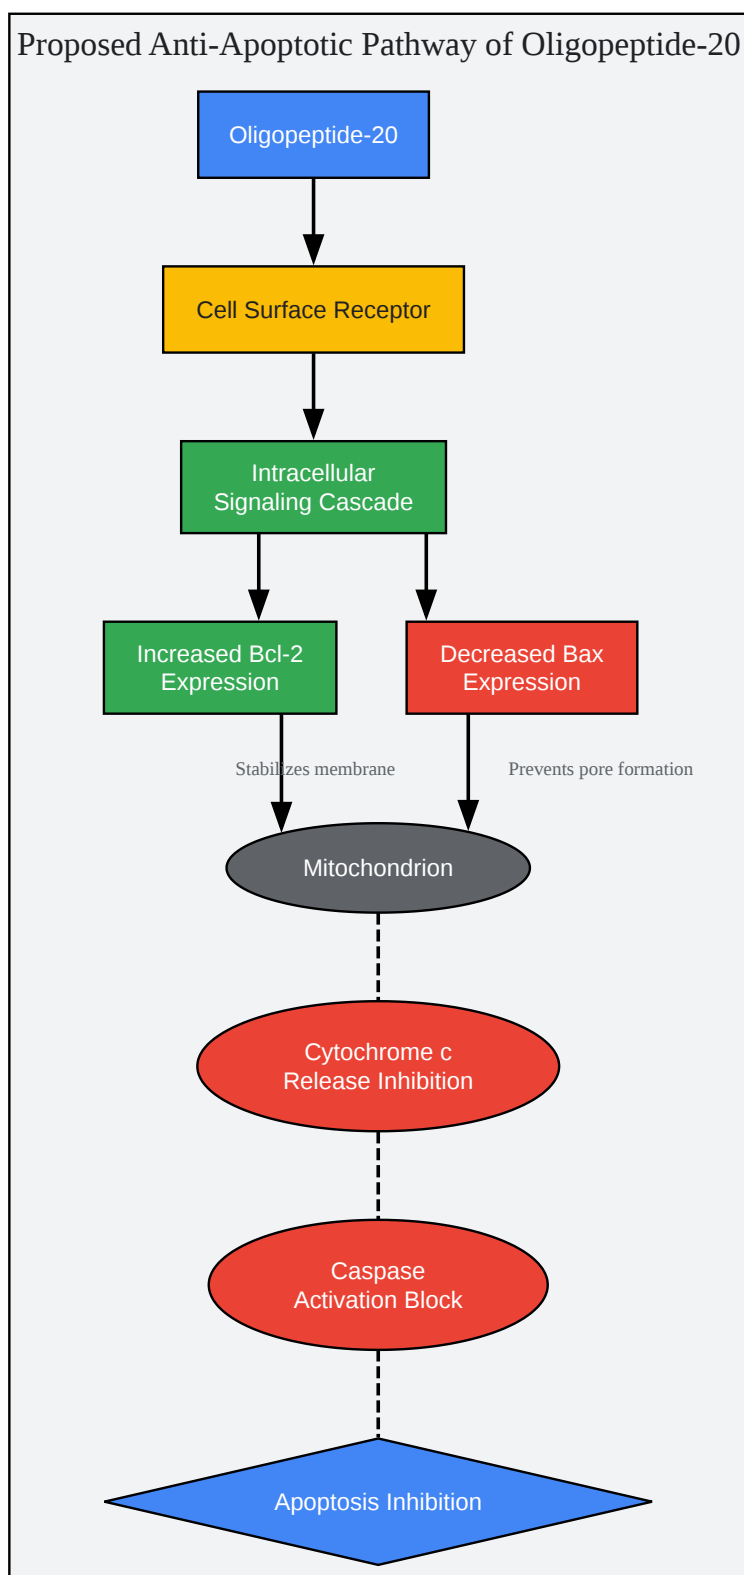 Proposed Anti-Apoptotic Pathway of Oligopeptide-20
Oligopeptide-20
Cell Surface Receptor
Intracellular
Signaling Cascade
Increased Bcl-2
Expression
Decreased Bax
Expression
Stabilizes membrane
Prevents pore formation
Mitochondrion
Cytochrome c
Release Inhibition
Caspase
Activation Block
Apoptosis Inhibition